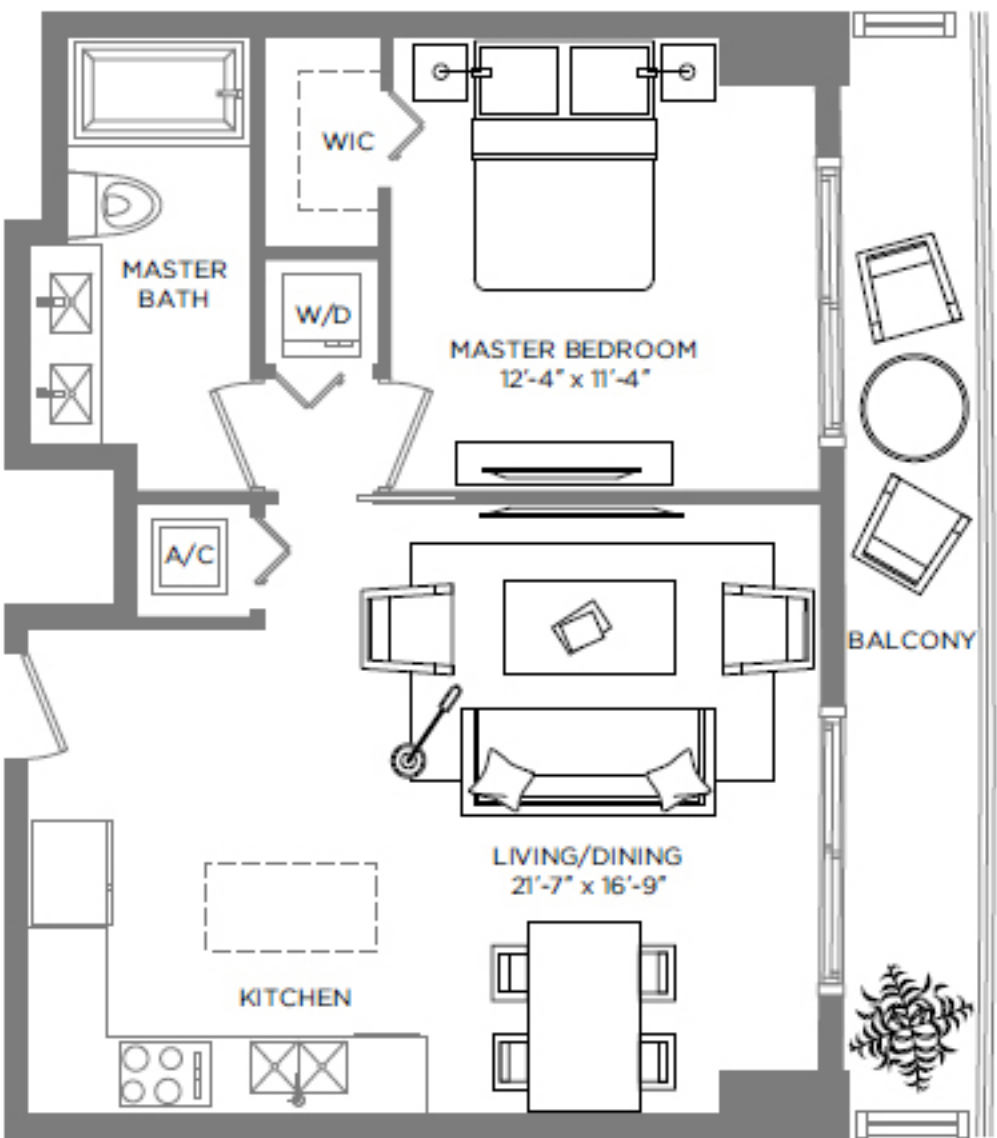 WIC
MASTER
BATH
W/D
MASTER BEDROOM
12'-4" x 11'-4"
A/C
BALCONY
LIVING/DINING
21'-7" x 16'-9"
KITCHEN